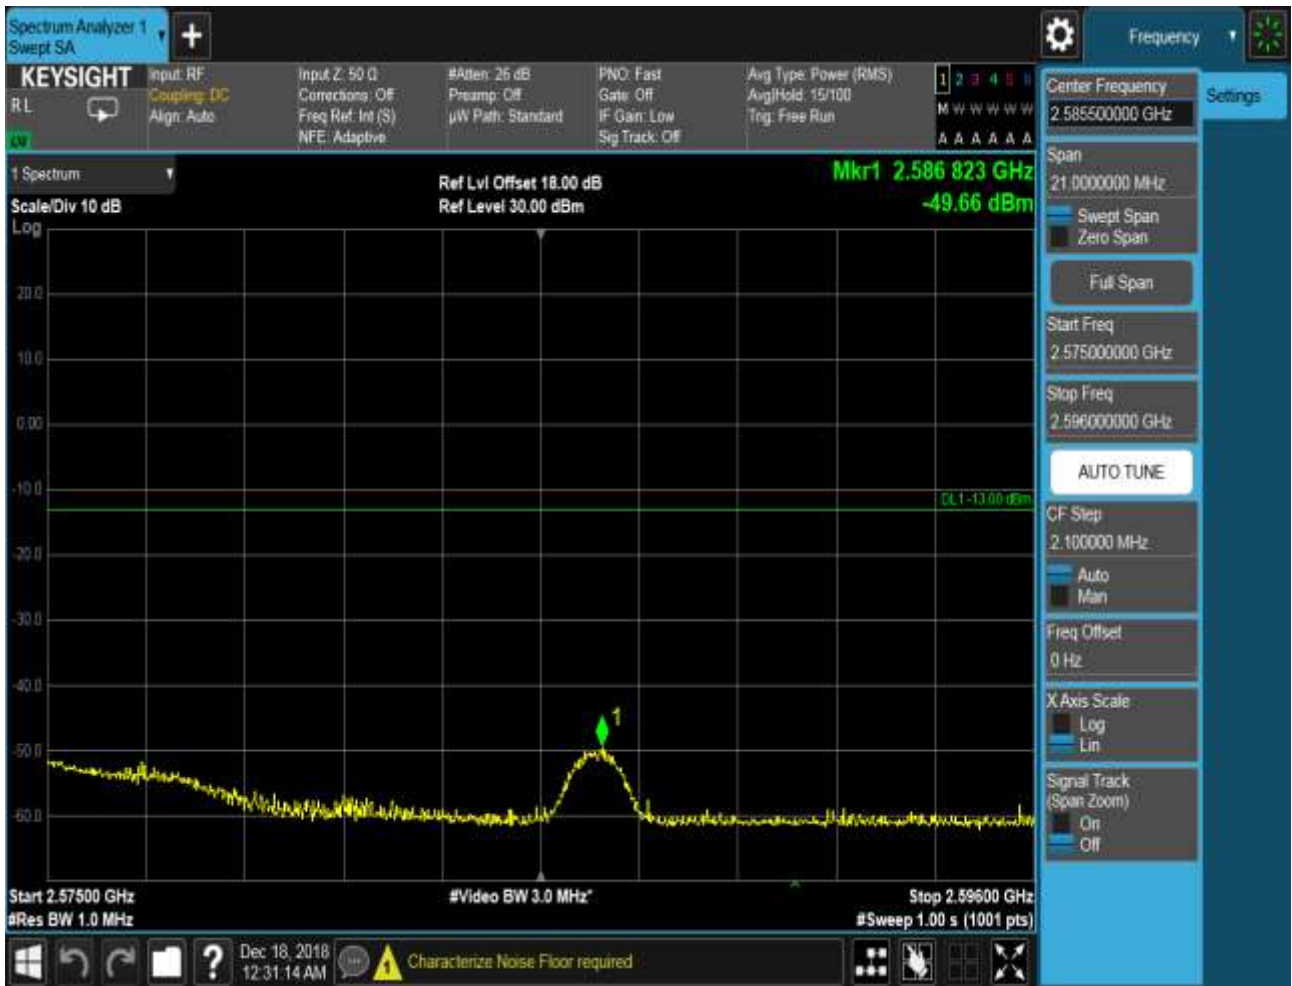 Spectrum Analyzer 1
Swept SA
+
Frequency
KEYSIGHT
R L
Input: RF
Coupling: DC
Align: Auto
Input Z: 50 Ω
Corrections: Off
Freq Ref: Int (S)
NFE: Adaptive
#Atten: 26 dB
Preamp: Off
µW Path: Standard
PNO: Fast
Gate: Off
IF Gain: Low
Sig Track: Off
Avg Type: Power (RMS)
Avg|Hold: 15/100
Trig: Free Run
1 2 3 4 5 6
M W W W W W
A A A A A A
1 Spectrum
Scale/Div 10 dB
Log
Ref Lvl Offset 18.00 dB
Ref Level 30.00 dBm
Mkr1 2.586 823 GHz
-49.66 dBm
20.0
10.0
0.00
-10.0
DL1 -13.00 dBm
-20.0
-30.0
-40.0
1
-50.0
-60.0
Start 2.57500 GHz
#Res BW 1.0 MHz
#Video BW 3.0 MHz*
Stop 2.59600 GHz
#Sweep 1.00 s (1001 pts)
Center Frequency
2.585500000 GHz
Settings
Span
21.0000000 MHz
Swept Span
Zero Span
Full Span
Start Freq
2.575000000 GHz
Stop Freq
2.596000000 GHz
AUTO TUNE
CF Step
2.100000 MHz
Auto
Man
Freq Offset
0 Hz
X Axis Scale
Log
Lin
Signal Track
(Span Zoom)
On
Off
?
Dec 18, 2018
12:31:14 AM
1
Characterize Noise Floor required